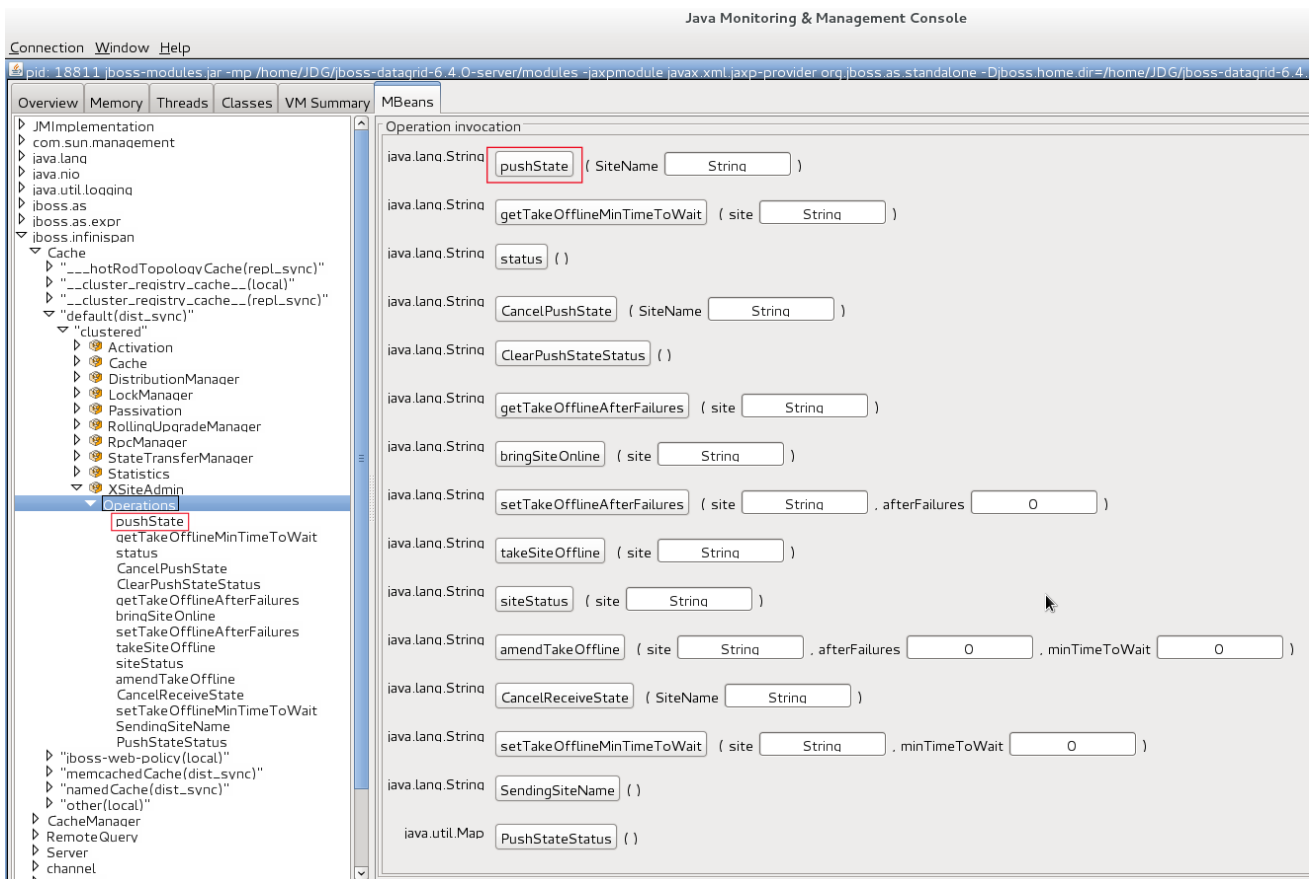 Java Monitoring & Management Console
Connection Window Help
pid: 18811 jboss-modules.jar -mp /home/JDG/jboss-datagrid-6.4.0-server/modules -jaxpmodule javax.xml.jaxp-provider org.jboss.as.standalone -Djboss.home.dir=/home/JDG/jboss-datagrid-6.4.
Overview Memory Threads Classes VM Summary MBeans
JMImplementation
com.sun.management
java.lang
java.nio
java.util.logging
jboss.as
jboss.as.expr
jboss.infinispan
Cache
"___hotRodTopologyCache(repl_sync)"
"__cluster_registry_cache__(local)"
"__cluster_registry_cache__(repl_sync)"
"default(dist_sync)"
"clustered"
Activation
Cache
DistributionManager
LockManager
Passivation
RollingUpgradeManager
RpcManager
StateTransferManager
Statistics
XSiteAdmin
Operations
pushState
getTakeOfflineMinTimeToWait
status
CancelPushState
ClearPushStateStatus
getTakeOfflineAfterFailures
bringSiteOnline
setTakeOfflineAfterFailures
takeSiteOffline
siteStatus
amendTakeOffline
CancelReceiveState
setTakeOfflineMinTimeToWait
SendingSiteName
PushStateStatus
"jboss-web-policy(local)"
"memcachedCache(dist_sync)"
"namedCache(dist_sync)"
"other(local)"
CacheManager
RemoteQuery
Server
channel
Operation invocation
java.lang.String pushState ( SiteName String )
java.lang.String getTakeOfflineMinTimeToWait ( site String )
java.lang.String status ( )
java.lang.String CancelPushState ( SiteName String )
java.lang.String ClearPushStateStatus ( )
java.lang.String getTakeOfflineAfterFailures ( site String )
java.lang.String bringSiteOnline ( site String )
java.lang.String setTakeOfflineAfterFailures ( site String , afterFailures 0 )
java.lang.String takeSiteOffline ( site String )
java.lang.String siteStatus ( site String )
java.lang.String amendTakeOffline ( site String , afterFailures 0 , minTimeToWait 0 )
java.lang.String CancelReceiveState ( SiteName String )
java.lang.String setTakeOfflineMinTimeToWait ( site String , minTimeToWait 0 )
java.lang.String SendingSiteName ( )
java.util.Map PushStateStatus ( )